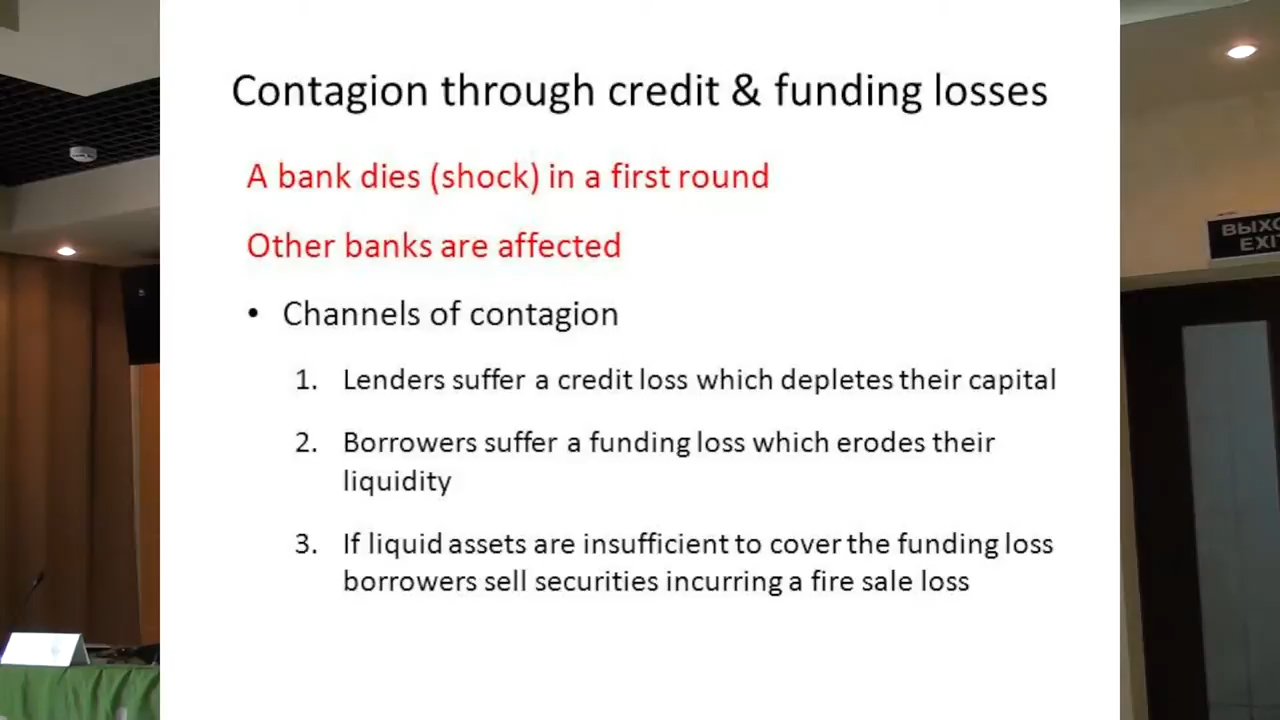 Contagion through credit & funding losses
A bank dies (shock) in a first round
Other banks are affected
• Channels of contagion
1. Lenders suffer a credit loss which depletes their capital
2. Borrowers suffer a funding loss which erodes their
liquidity
3. If liquid assets are insufficient to cover the funding loss
borrowers sell securities incurring a fire sale loss
EXIT